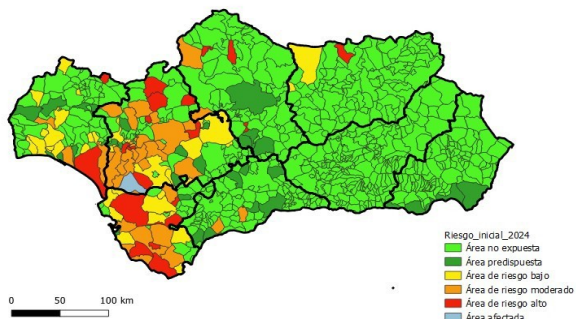 Riesgo_inicial_2024
Área no expuesta
Área predispuesta
Área de riesgo bajo
Área de riesgo moderado
Área de riesgo alto
Área afectada
0 50 100 km